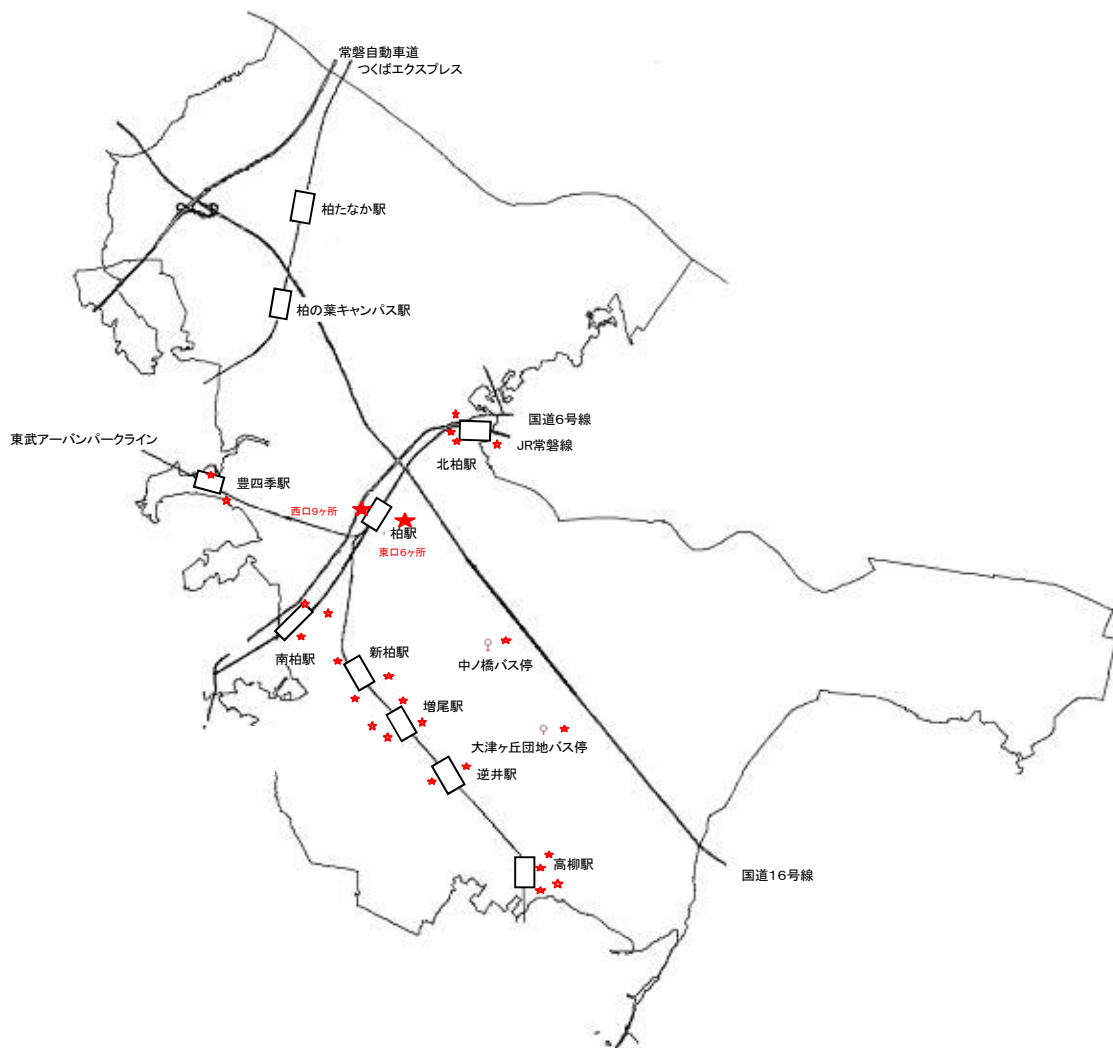 常磐自動車道
つくばエクスプレス
柏たなか駅
柏の葉キャンパス駅
国道6号線
東武アーバンパークライン
JR常磐線
北柏駅
豊四季駅
西口9ヶ所
柏駅
東口6ヶ所
中ノ橋バス停
南柏駅
新柏駅
増尾駅
大津ヶ丘団地バス停
逆井駅
高柳駅
国道16号線